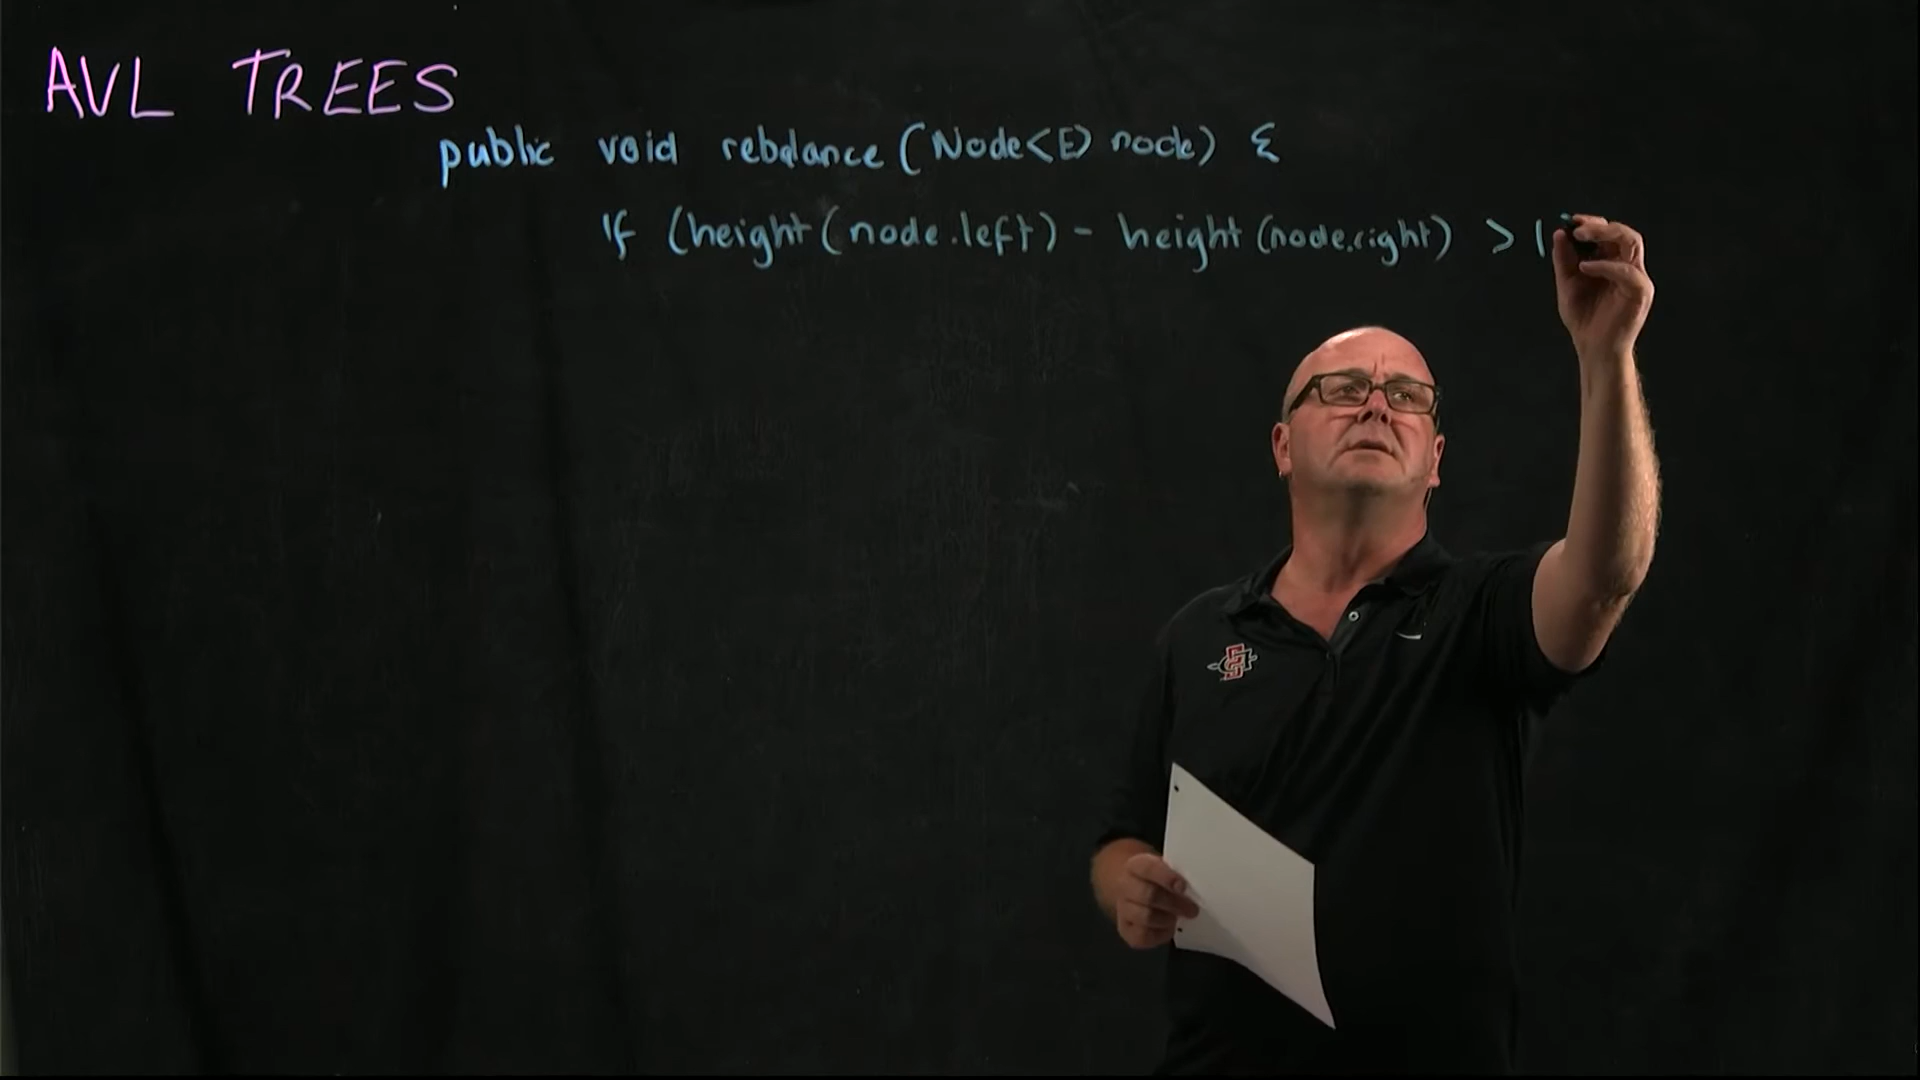 AVL TREES
public void rebalance (Node<E> node) {
If (height (node.left) - height (node.right) > 1